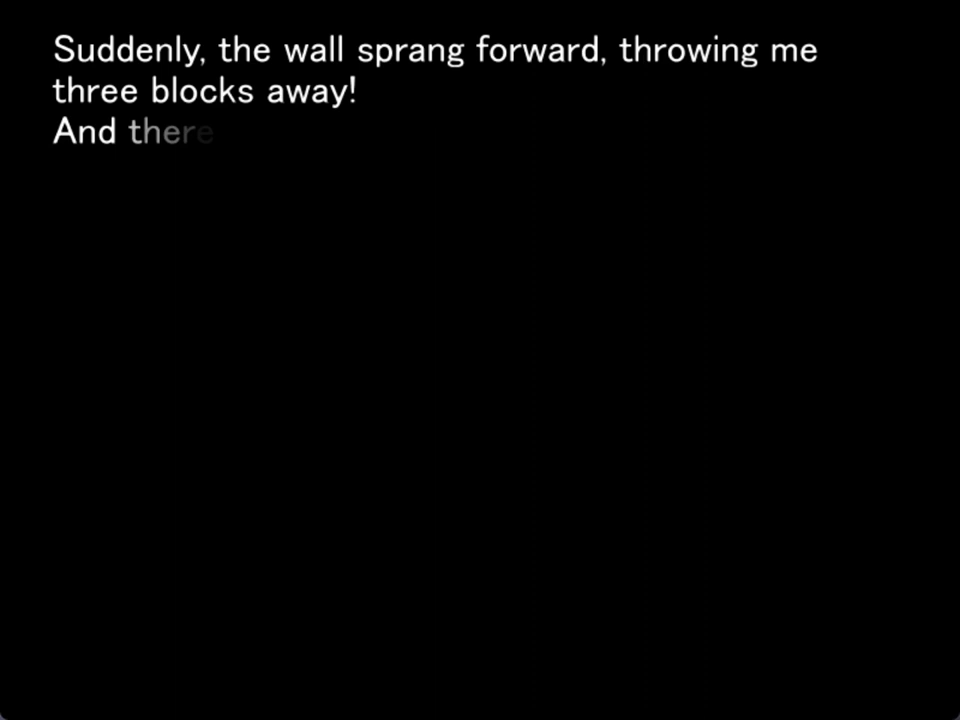 Suddenly, the wall sprang forward, throwing me
three blocks away!
And there